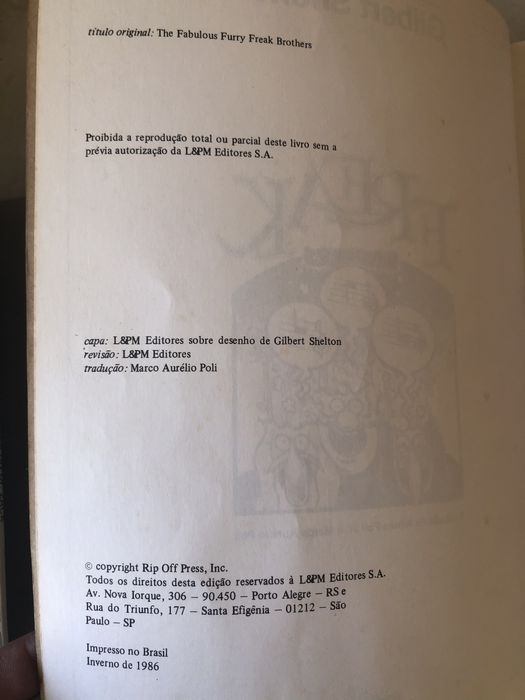 título original: The Fabulous Furry Freak Brothers
Proibida a reprodução total ou parcial deste livro sem a
prévia autorização da L&PM Editores S.A.
capa: L&PM Editores sobre desenho de Gilbert Shelton
revisão: L&PM Editores
tradução: Marco Aurélio Poli
© copyright Rip Off Press, Inc.
Todos os direitos desta edição reservados à L&PM Editores S.A.
Av. Nova Iorque, 306 – 90.450 – Porto Alegre – RS e
Rua do Triunfo, 177 – Santa Efigênia – 01212 – São
Paulo – SP
Impresso no Brasil
Inverno de 1986